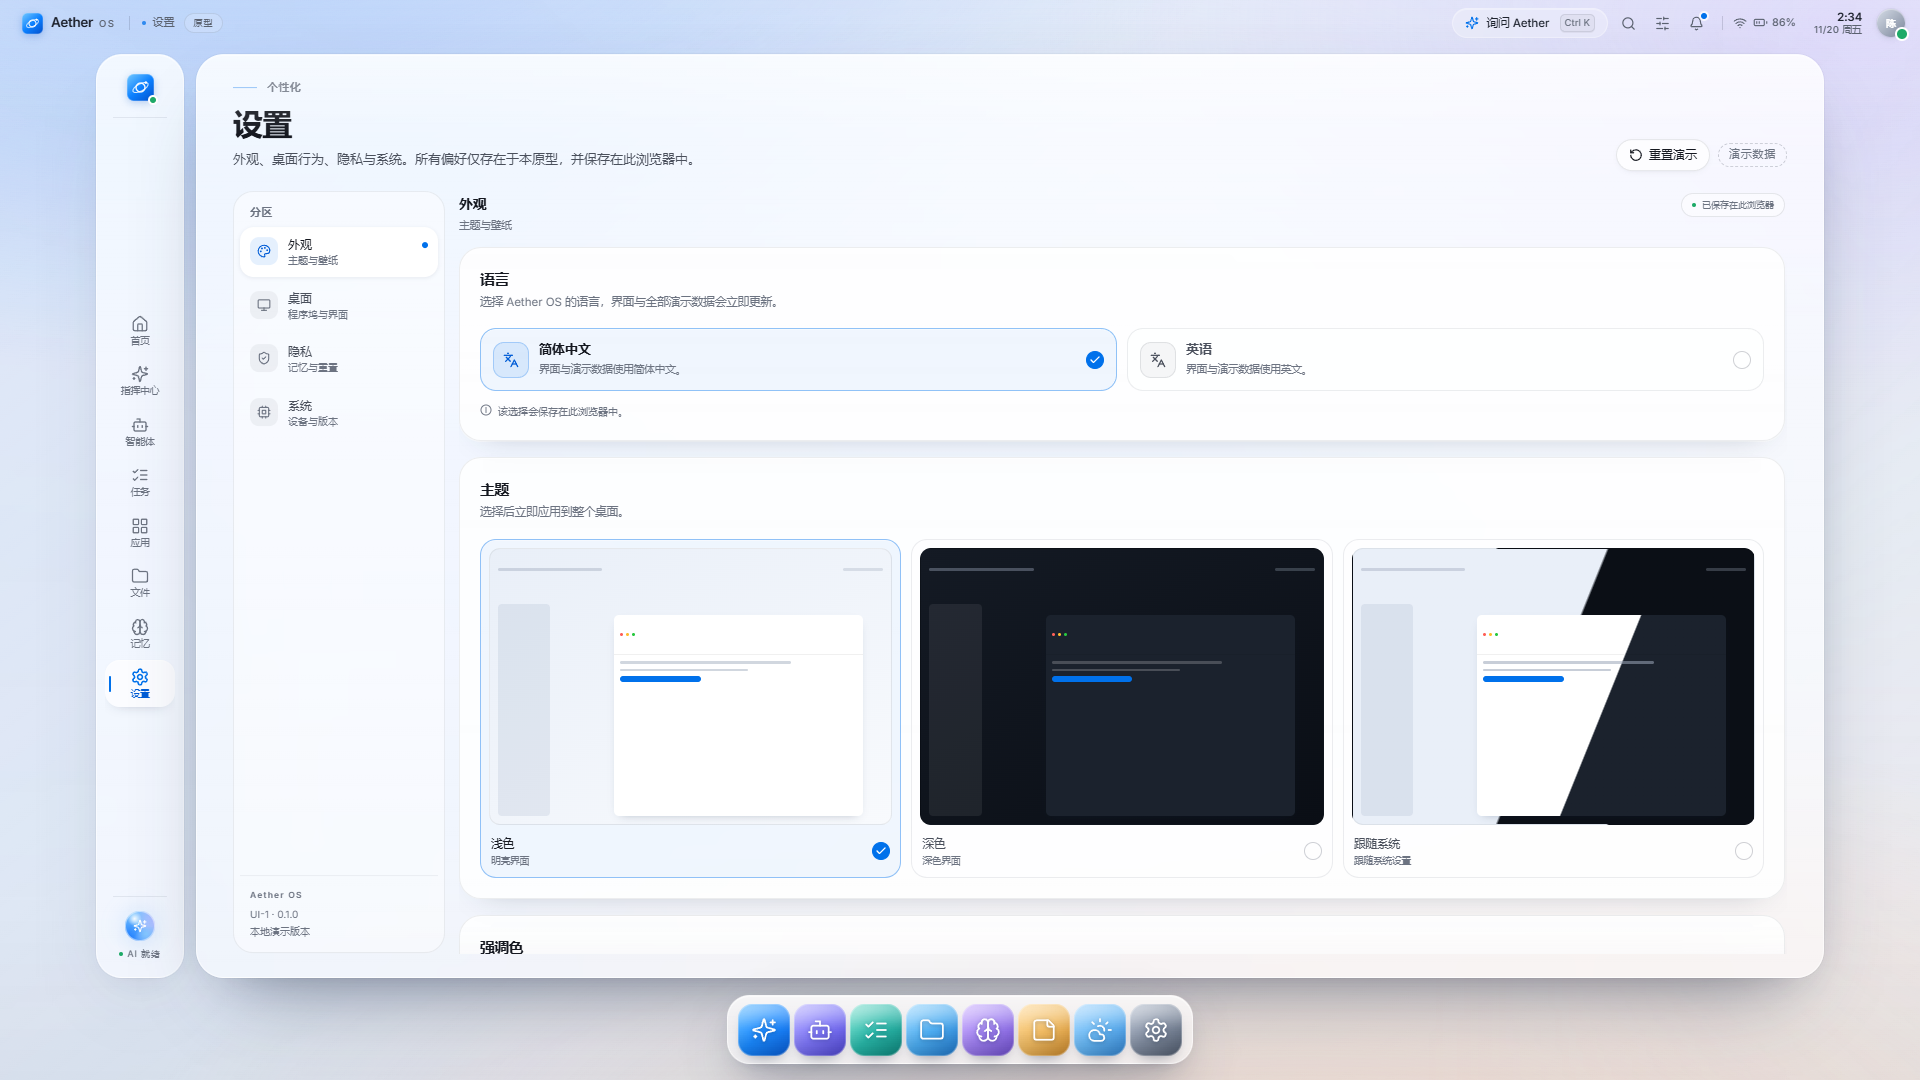 Aether OS
设置
原型
询问 Aether
Ctrl K
86%
2:34
11/20 周五
陈
首页
指挥中心
智能体
任务
应用
文件
记忆
设置
AI 就绪
个性化
设置
外观、桌面行为、隐私与系统。所有偏好仅存在于本原型，并保存在此浏览器中。
重置演示
演示数据
分区
外观
主题与壁纸
桌面
程序坞与界面
隐私
记忆与重置
系统
设备与版本
Aether OS
UI-1 · 0.1.0
本地演示版本
外观
主题与壁纸
已保存在此浏览器
语言
选择 Aether OS 的语言，界面与全部演示数据会立即更新。
简体中文
界面与演示数据使用简体中文。
英语
界面与演示数据使用英文。
该选择会保存在此浏览器中。
主题
选择后立即应用到整个桌面。
浅色
明亮界面
深色
深色界面
跟随系统
跟随系统设置
强调色